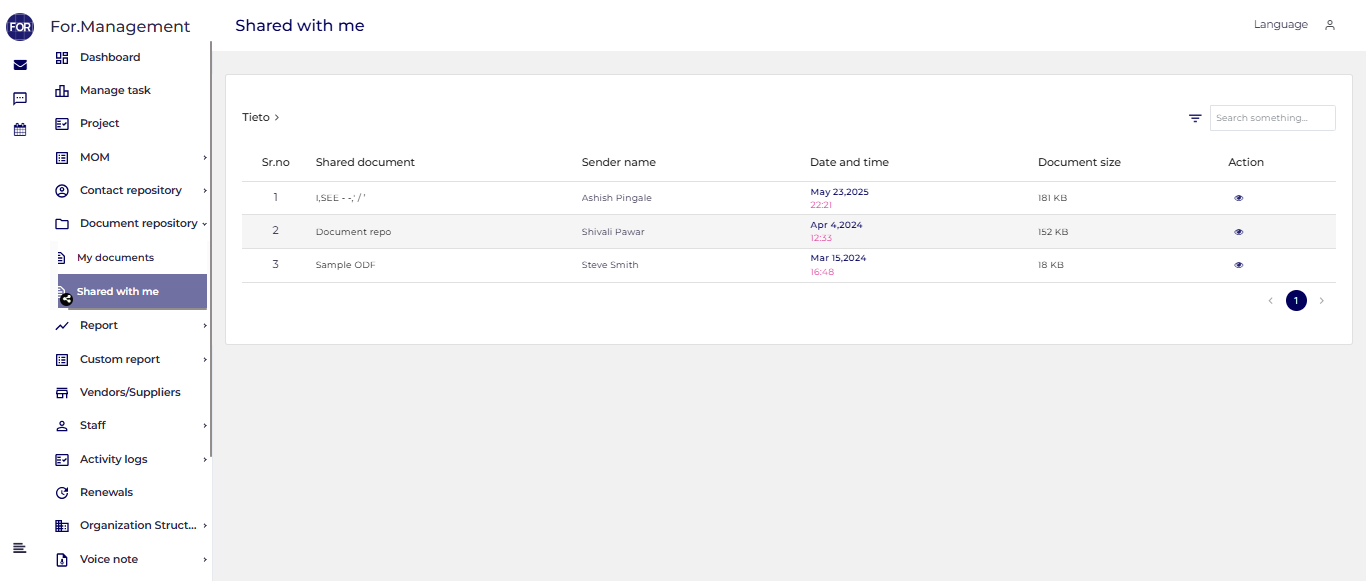 FOR
For.Management
Shared with me
Language
Dashboard
Manage task
Project
MOM
Contact repository
Document repository
My documents
Shared with me
Report
Custom report
Vendors/Suppliers
Staff
Activity logs
Renewals
Organization Struct...
Voice note
Tieto >
Search something...
Sr.no Shared document Sender name Date and time Document size Action
1 I,SEE - -,' / ' Ashish Pingale May 23,2025 181 KB
22:21
2 Document repo Shivali Pawar Apr 4,2024 152 KB
12:33
3 Sample ODF Steve Smith Mar 15,2024 18 KB
16:48
< 1 >